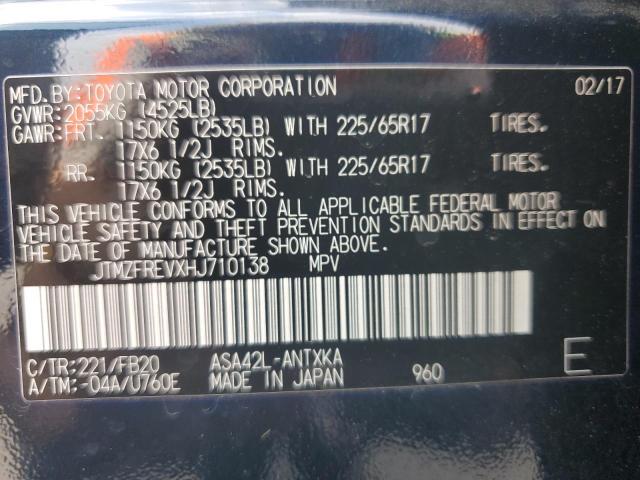 MFD.BY:TOYOTA MOTOR CORPORATION 02/17
GVWR:2055KG (4525LB)
GAWR:FRT. 1150KG (2535LB) WITH 225/65R17 TIRES.
17X6 1/2J RIMS.
RR. 1150KG (2535LB) WITH 225/65R17 TIRES.
17X6 1/2J RIMS.
THIS VEHICLE CONFORMS TO ALL APPLICABLE FEDERAL MOTOR
VEHICLE SAFETY AND THEFT PREVENTION STANDARDS IN EFFECT ON
THE DATE OF MANUFACTURE SHOWN ABOVE.
JTMZFREVXHJ710138 MPV
C/TR:221/FB20 ASA42L-ANTXKA E
A/TM:-04A/U760E MADE IN JAPAN 960